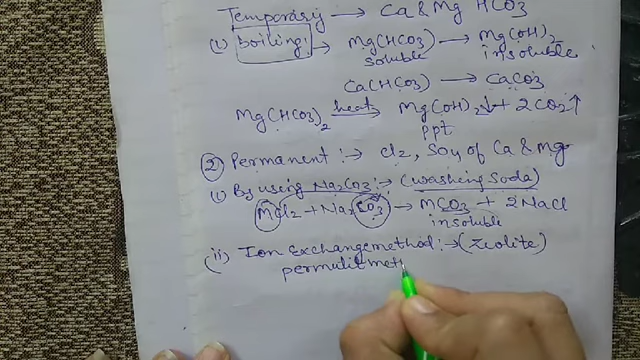 Temporary → Ca & Mg HCO3
(1) boiling: → Mg(HCO3) → Mg(OH)2
soluble insoluble
Ca(HCO3) → CaCO3
Mg(HCO3)2 heat→ Mg(OH)2↓ + 2CO2↑
ppt
2) Permanent :→ Cl2, SO4 of Ca & Mg
(i) By using Na2CO3 :→ (washing Soda)
MCl2 + Na2CO3 → MCO3 + 2NaCl
insoluble
(ii) Ion Exchange method :→ (Zeolite)
permutit meth